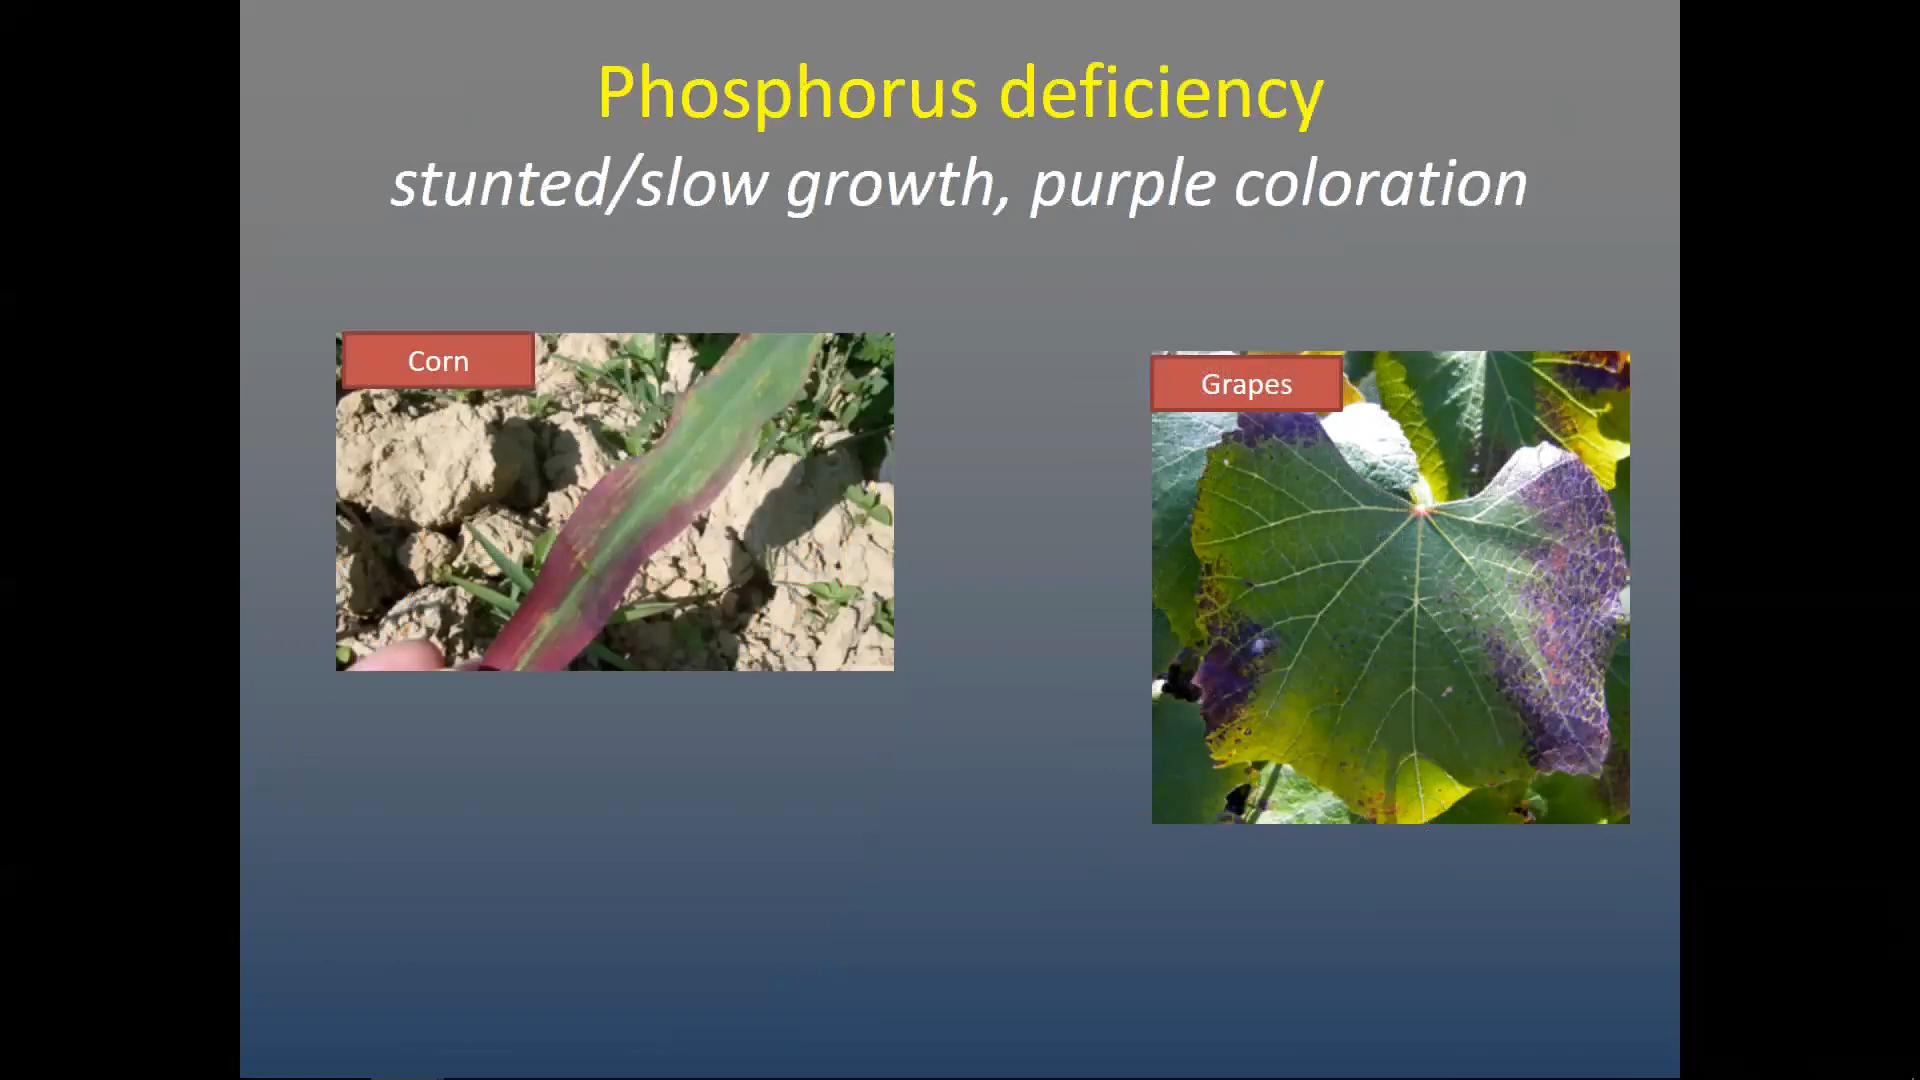 Phosphorus deficiency
stunted/slow growth, purple coloration
Corn
Grapes